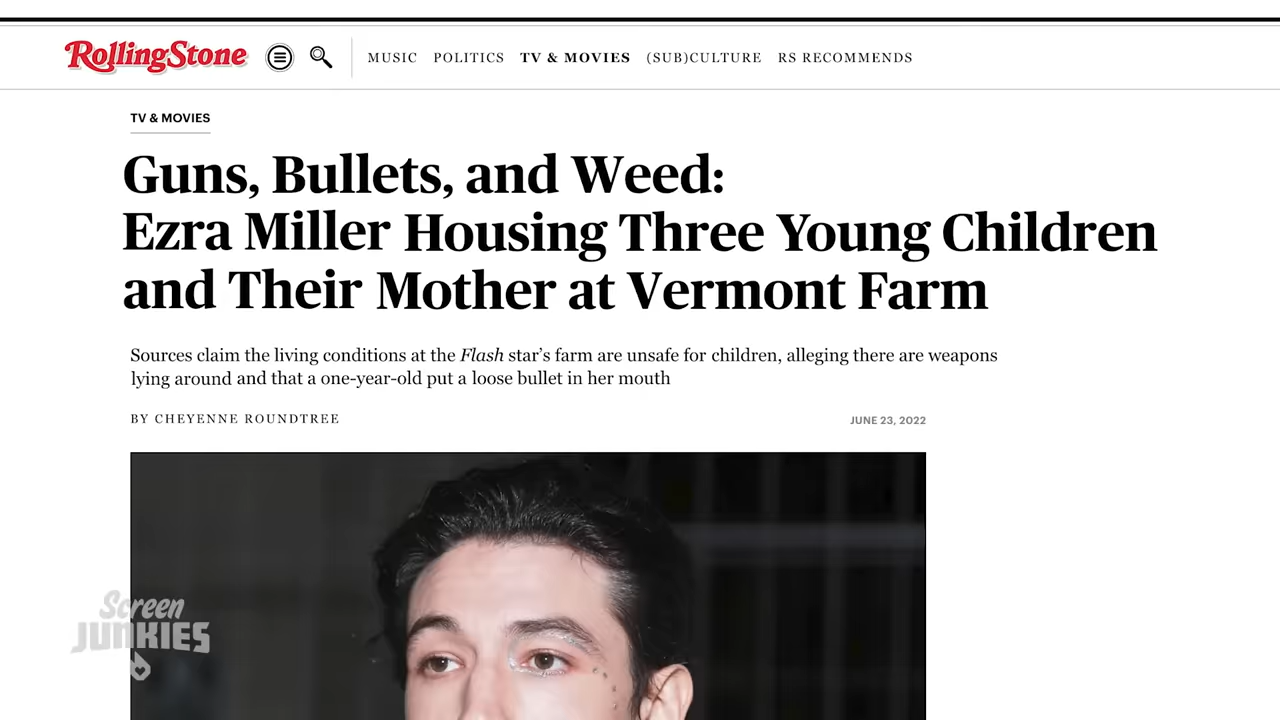 RollingStone
MUSIC POLITICS TV & MOVIES (SUB)CULTURE RS RECOMMENDS
TV & MOVIES
Guns, Bullets, and Weed:
Ezra Miller Housing Three Young Children
and Their Mother at Vermont Farm
Sources claim the living conditions at the Flash star’s farm are unsafe for children, alleging there are weapons
lying around and that a one-year-old put a loose bullet in her mouth
BY CHEYENNE ROUNDTREE
JUNE 23, 2022
Screen
JUNKIES